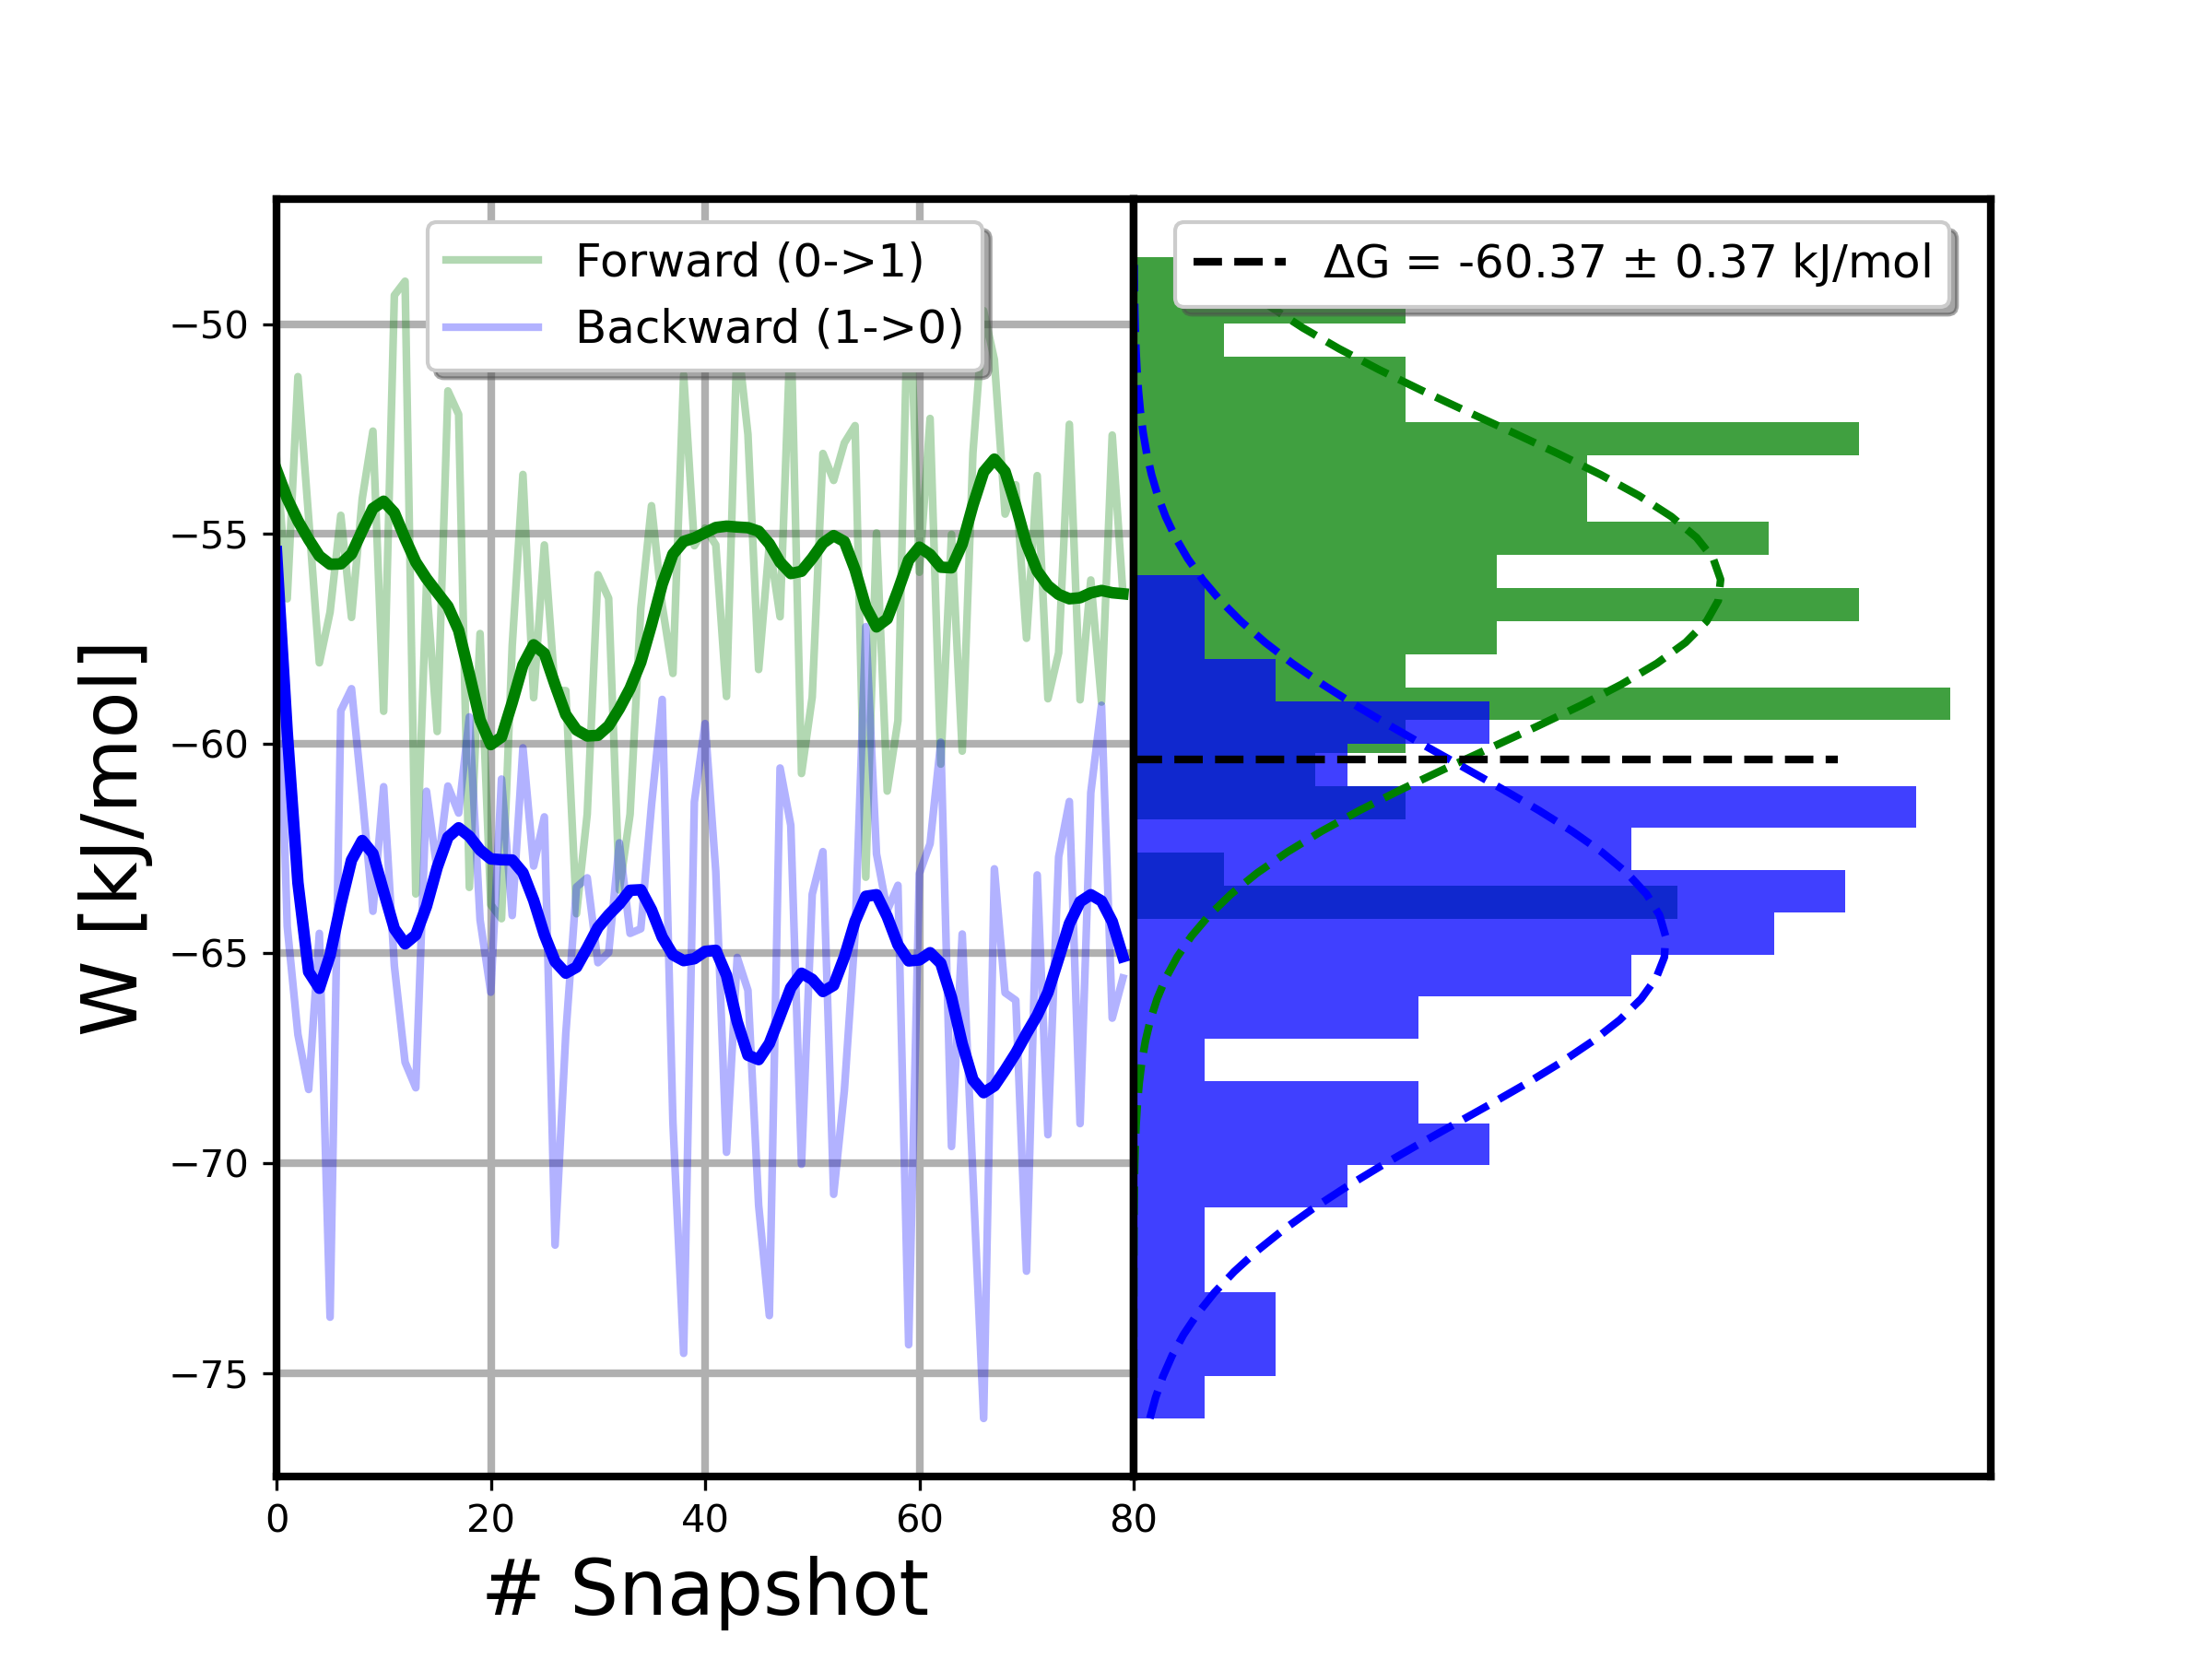 Forward (0->1)
Backward (1->0)
ΔG = -60.37 ± 0.37 kJ/mol
−50
−55
−60
−65
−70
−75
W [kJ/mol]
0 20 40 60 80
# Snapshot